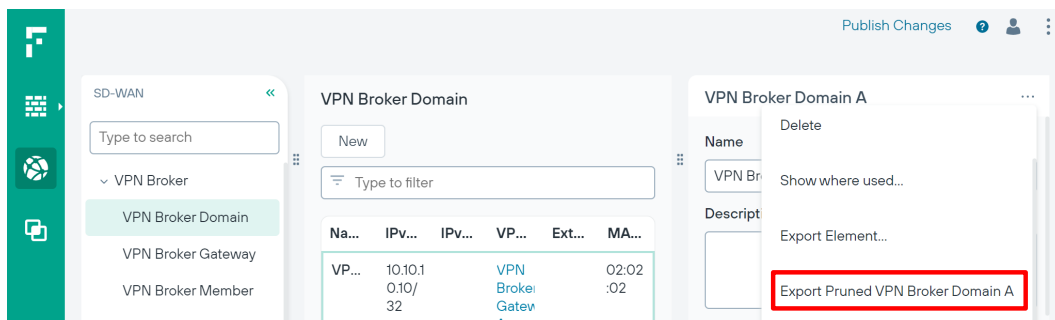 Publish Changes
SD-WAN
Type to search
VPN Broker
VPN Broker Domain
VPN Broker Gateway
VPN Broker Member
VPN Broker Domain
New
Type to filter
Na... IPv... IPv... VP... Ext... MA...
VP... 10.10.1 VPN 02:02
0.10/ Broker :02
32 Gatew
VPN Broker Domain A
Name
VPN Br
Descript
Delete
Show where used...
Export Element...
Export Pruned VPN Broker Domain A